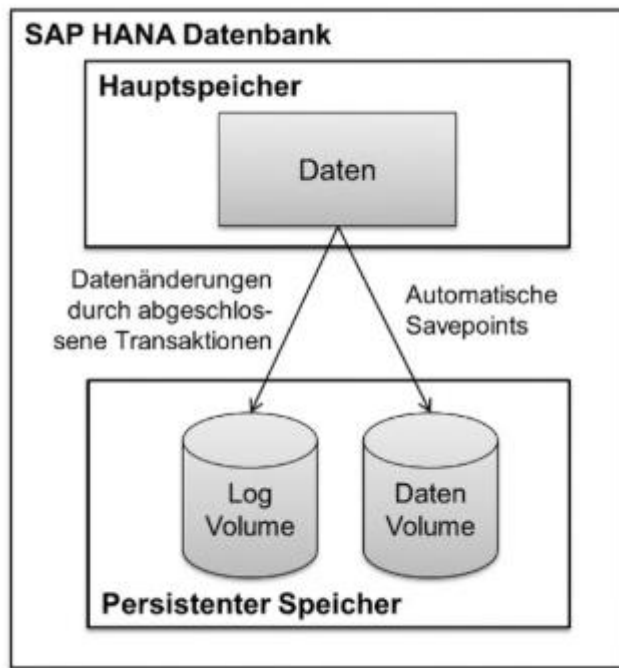 SAP HANA Datenbank
Hauptspeicher
Daten
Datenänderungen
durch abgeschlos-
sene Transaktionen
Automatische
Savepoints
Log
Volume
Daten
Volume
Persistenter Speicher